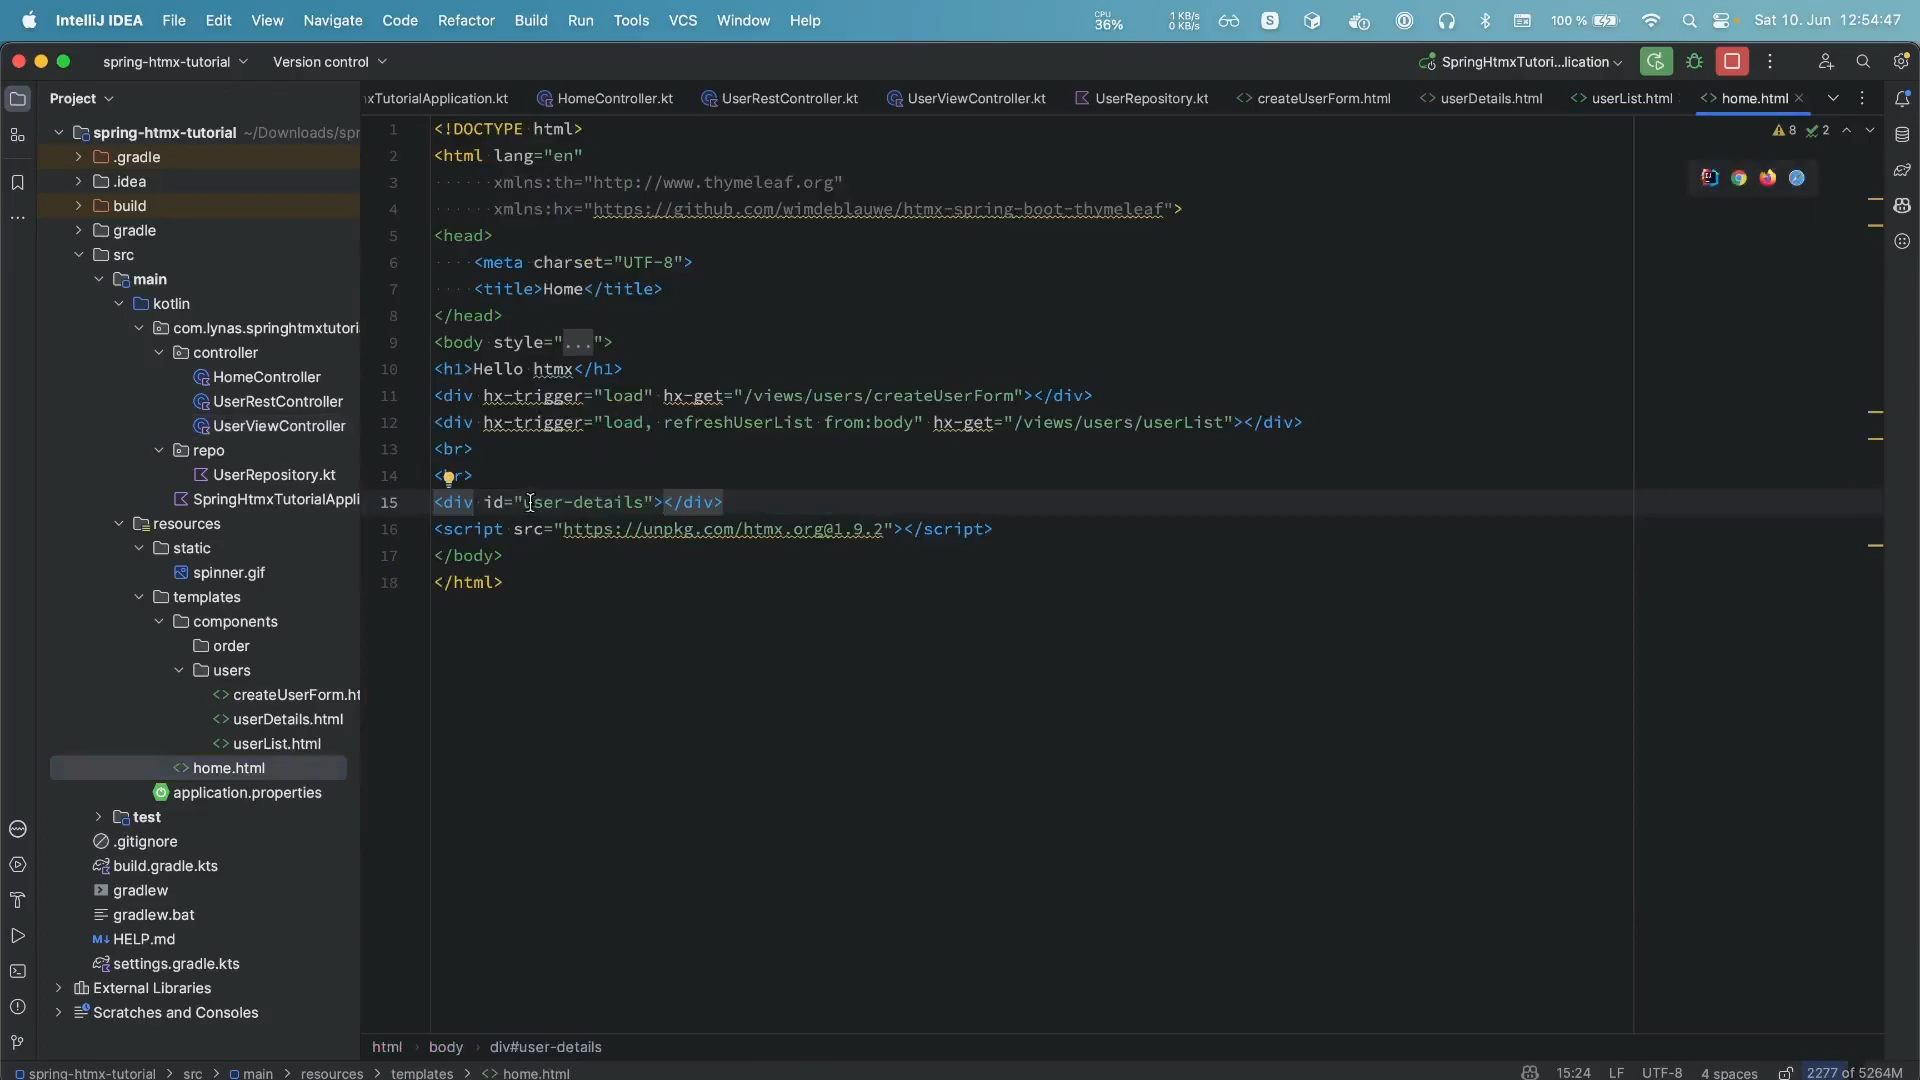 IntelliJ IDEA File Edit View Navigate Code Refactor Build Run Tools VCS Window Help CPU 36% 1 KB/s 0 KB/s 100 % Sat 10. Jun 12:54:47
spring-htmx-tutorial Version control SpringHtmxTutori...lication
Project
xTutorialApplication.kt HomeController.kt UserRestController.kt UserViewController.kt UserRepository.kt createUserForm.html userDetails.html userList.html home.html
8 2
spring-htmx-tutorial ~/Downloads/spr
.gradle
.idea
build
gradle
src
main
kotlin
com.lynas.springhtmxtutori
controller
HomeController
UserRestController
UserViewController
repo
UserRepository.kt
SpringHtmxTutorialAppli
resources
static
spinner.gif
templates
components
order
users
createUserForm.ht
userDetails.html
userList.html
home.html
application.properties
test
.gitignore
build.gradle.kts
gradlew
gradlew.bat
HELP.md
settings.gradle.kts
External Libraries
Scratches and Consoles
1 <!DOCTYPE html>
2 <html lang="en"
3 xmlns:th="http://www.thymeleaf.org"
4 xmlns:hx="https://github.com/wimdeblauwe/htmx-spring-boot-thymeleaf">
5 <head>
6 <meta charset="UTF-8">
7 <title>Home</title>
8 </head>
9 <body style="...">
10 <h1>Hello htmx</h1>
11 <div hx-trigger="load" hx-get="/views/users/createUserForm"></div>
12 <div hx-trigger="load, refreshUserList from:body" hx-get="/views/users/userList"></div>
13 <br>
14 <br>
15 <div id="user-details"></div>
16 <script src="https://unpkg.com/htmx.org@1.9.2"></script>
17 </body>
18 </html>
html body div#user-details
spring-htmx-tutorial > src > main > resources > templates > home.html 15:24 LF UTF-8 4 spaces 2277 of 5264M